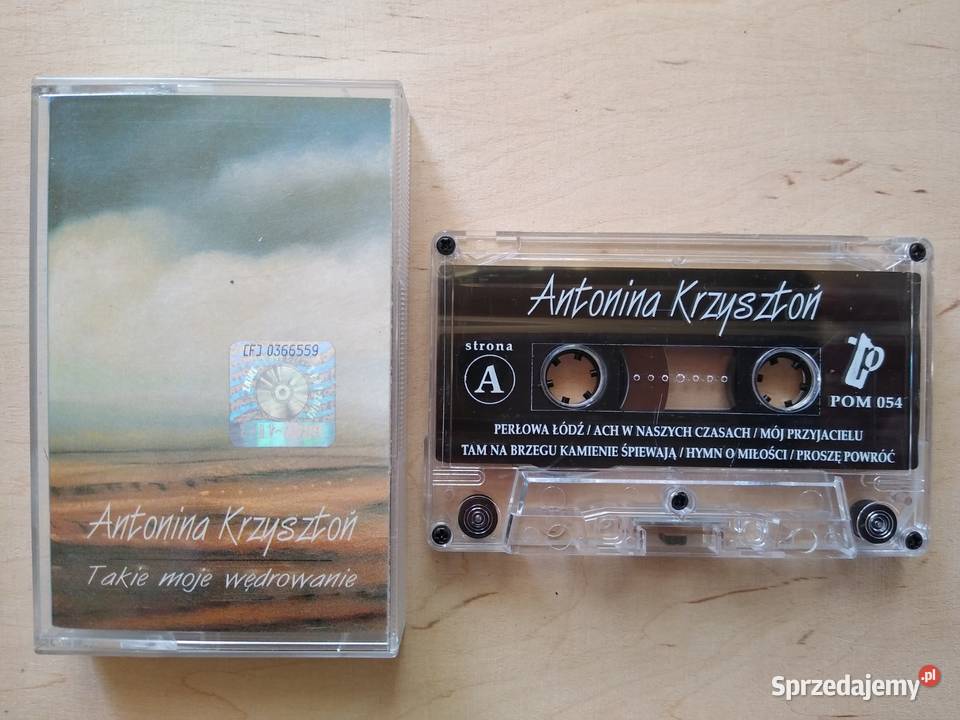 [F] 0366559
Antonina Krzysztoń
Takie moje wędrowanie
Antonina Krzysztoń
strona
A
POM 054
PERŁOWA ŁÓDŹ / ACH W NASZYCH CZASACH / MÓJ PRZYJACIELU
TAM NA BRZEGU KAMIENIE ŚPIEWAJĄ / HYMN O MIŁOŚCI / PROSZĘ POWRÓĆ
Sprzedajemy.pl